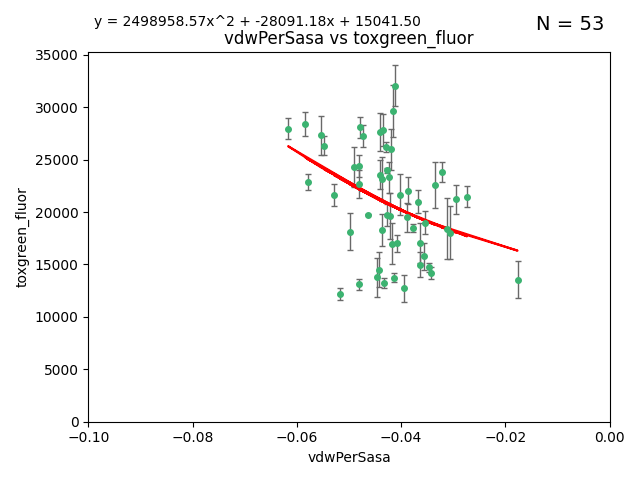 y = 2498958.57x^2 + -28091.18x + 15041.50
N = 53
vdwPerSasa vs toxgreen_fluor
35000
30000
25000
20000
15000
10000
5000
0
toxgreen_fluor
−0.10 −0.08 −0.06 −0.04 −0.02 0.00
vdwPerSasa